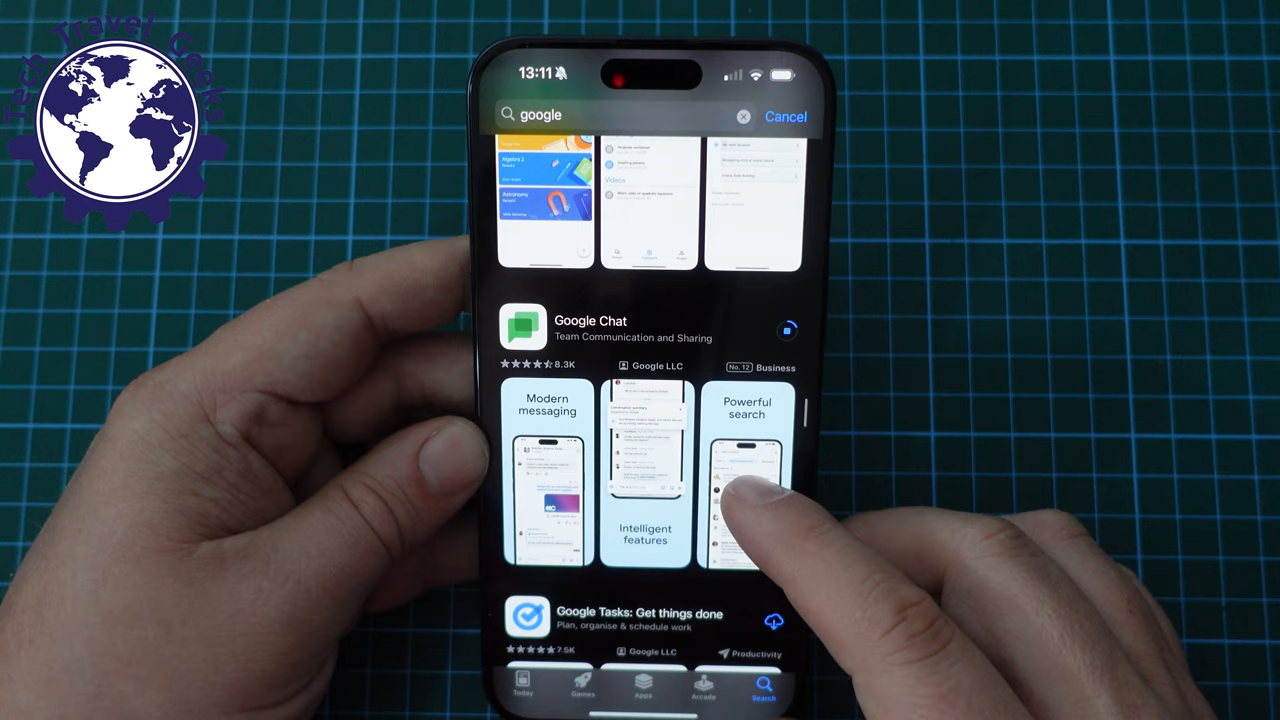 Tech Travel Geeks
13:11
google
Cancel
Algebra 2
Videos
Astronomy
Google Chat
Team Communication and Sharing
8.3K
Google LLC
No. 12
Business
Modern
messaging
Powerful
search
Intelligent
features
Google Tasks: Get things done
Plan, organise & schedule work
7.5K
Google LLC
Productivity
Today
Games
Apps
Arcade
Search